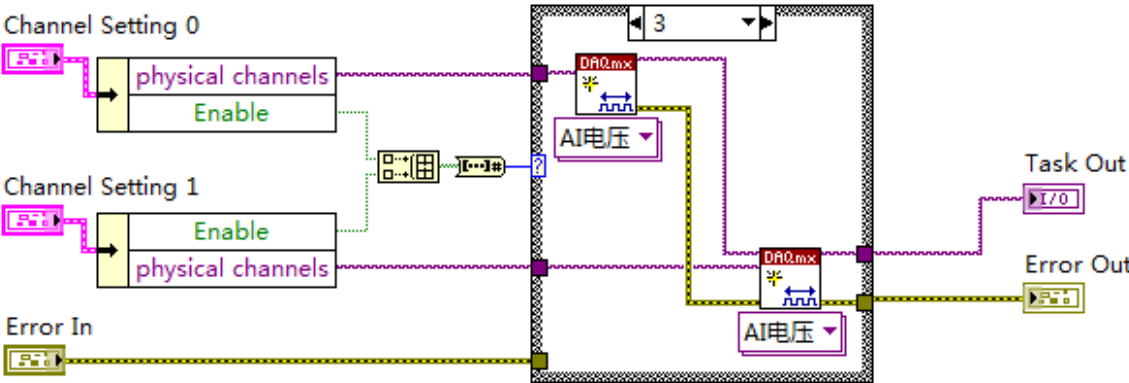 Channel Setting 0
3
physical channels
DAQmx
Enable
AI电压
?
#
Channel Setting 1
Task Out
Enable
I/O
physical channels
DAQmx
Error Out
Error In
AI电压